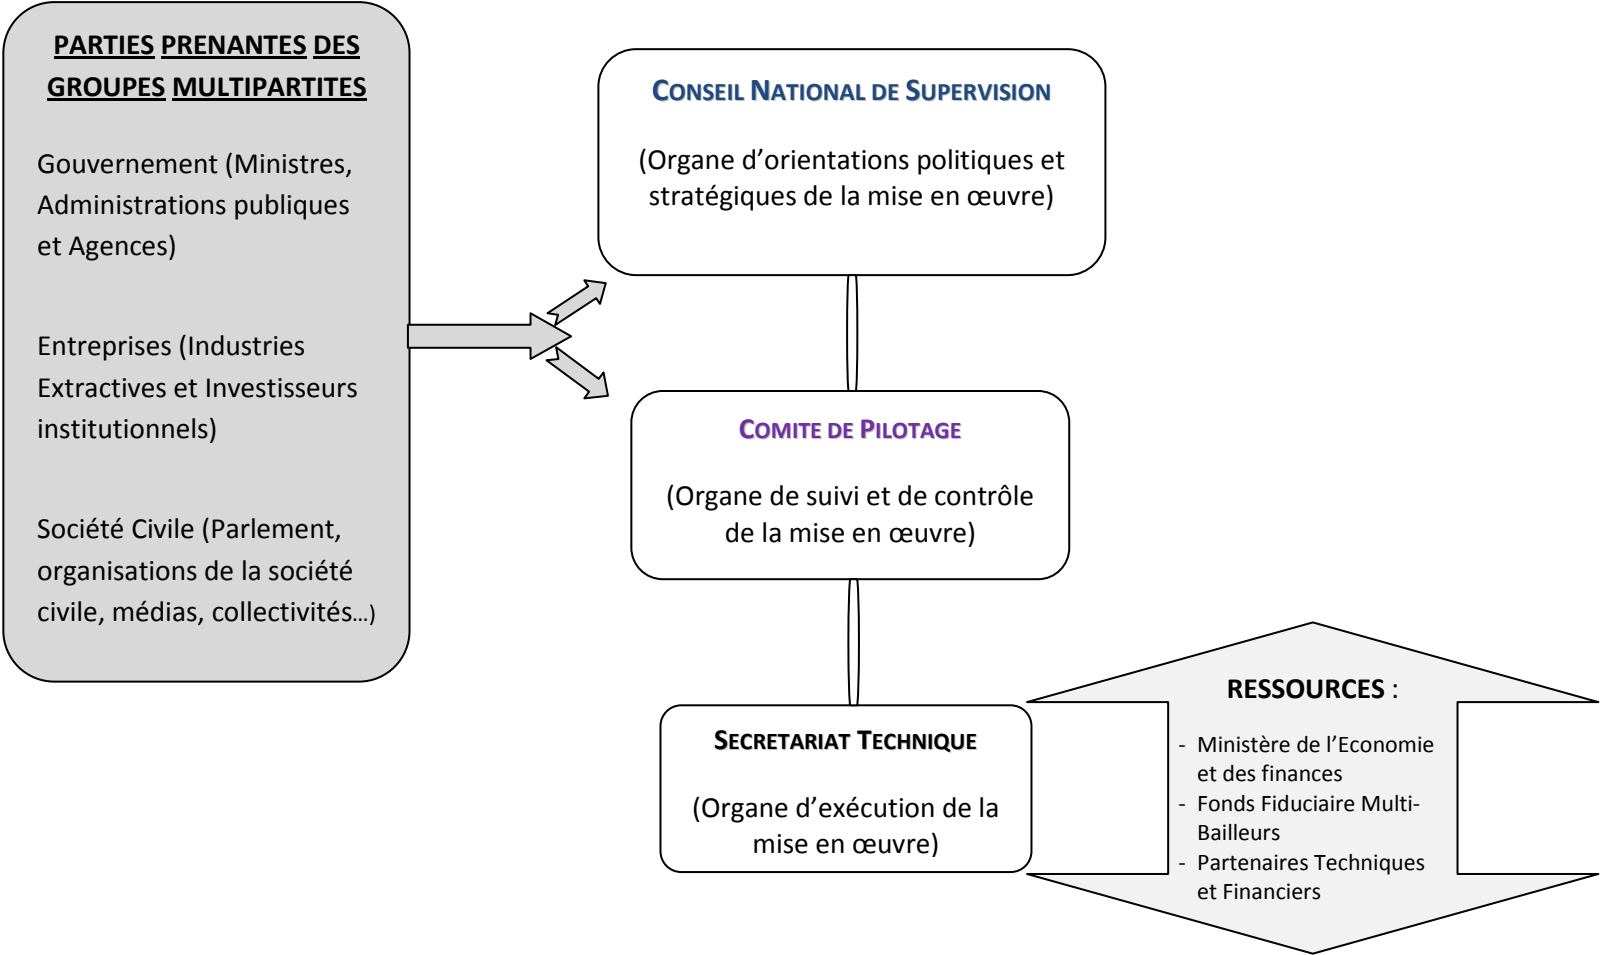 PARTIES PRENANTES DES
GROUPES MULTIPARTITES
Gouvernement (Ministres,
Administrations publiques
et Agences)
Entreprises (Industries
Extractives et Investisseurs
institutionnels)
Société Civile (Parlement,
organisations de la société
civile, médias, collectivités...)
CONSEIL NATIONAL DE SUPERVISION
(Organe d’orientations politiques et
stratégiques de la mise en œuvre)
COMITE DE PILOTAGE
(Organe de suivi et de contrôle
de la mise en œuvre)
SECRETARIAT TECHNIQUE
(Organe d’exécution de la
mise en œuvre)
RESSOURCES :
- Ministère de l’Economie
et des finances
- Fonds Fiduciaire Multi-
Bailleurs
- Partenaires Techniques
et Financiers